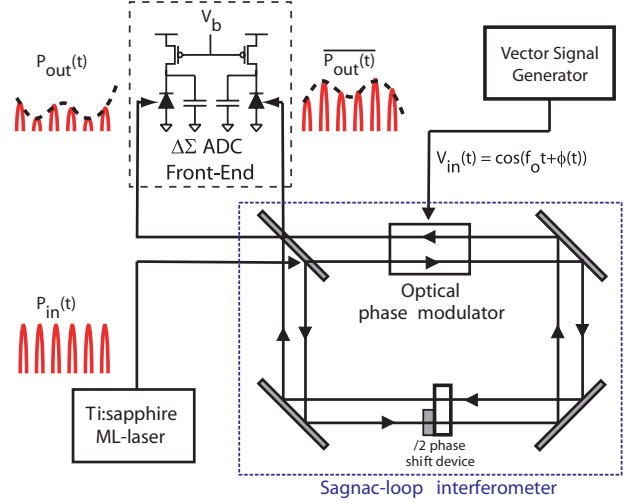 V_b
P_out(t)
P_out(t)
ΔΣ ADC
Front-End
Vector Signal
Generator
V_in(t) = cos(f_o t+ϕ(t))
Optical
phase modulator
P_in(t)
Ti:sapphire
ML-laser
/2 phase
shift device
Sagnac-loop interferometer